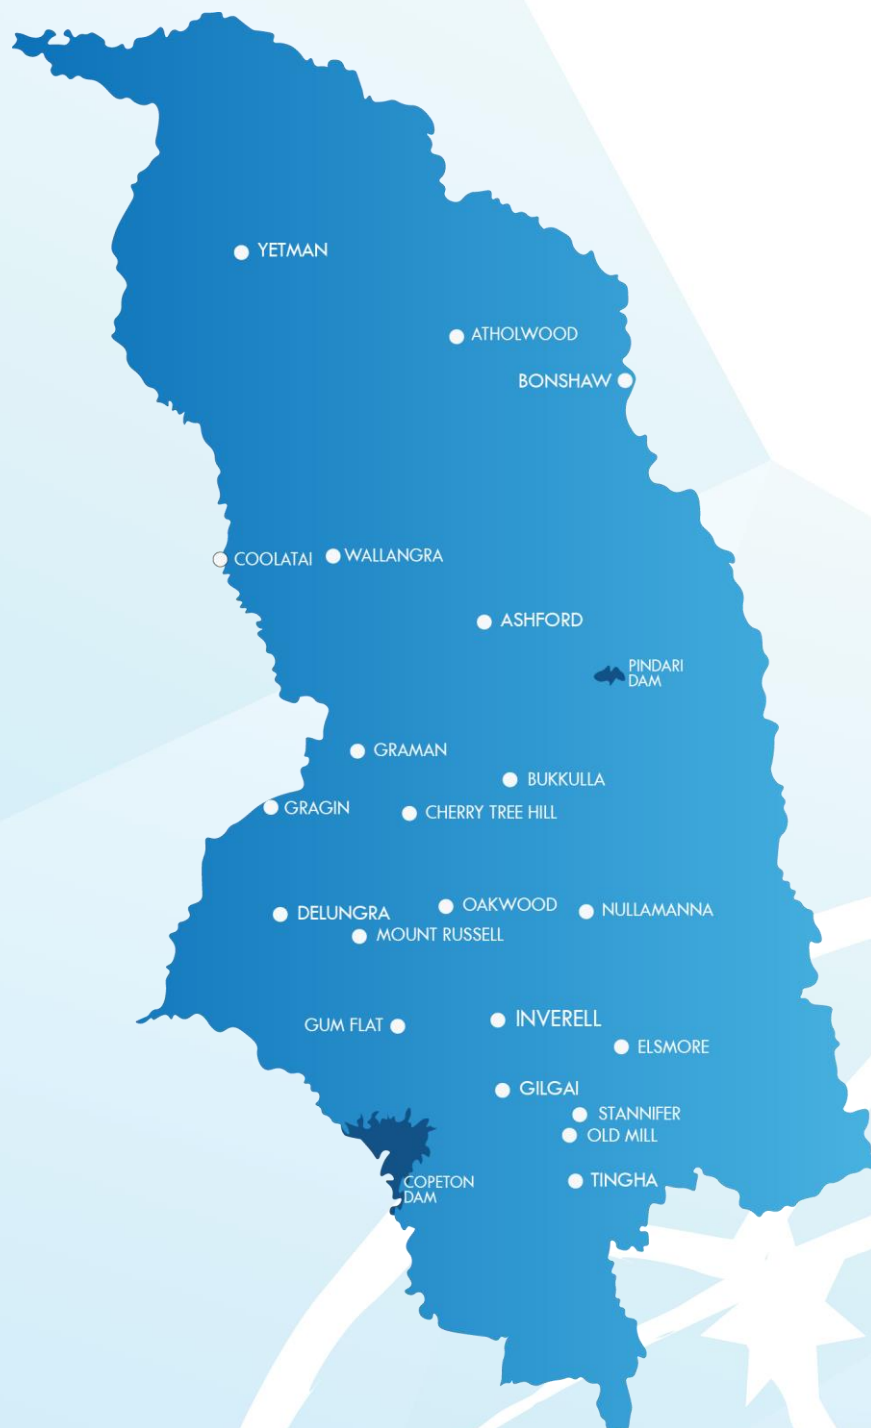 YETMAN
ATHOLWOOD
BONSHAW
COOLATAI
WALLANGRA
ASHFORD
PINDARI
DAM
GRAMAN
BUKKULLA
GRAGIN
CHERRY TREE HILL
DELUNGRA
OAKWOOD
NULLAMANNA
MOUNT RUSSELL
GUM FLAT
INVERELL
ELSMORE
GILGAI
STANNIFER
OLD MILL
COPETON
DAM
TINGHA